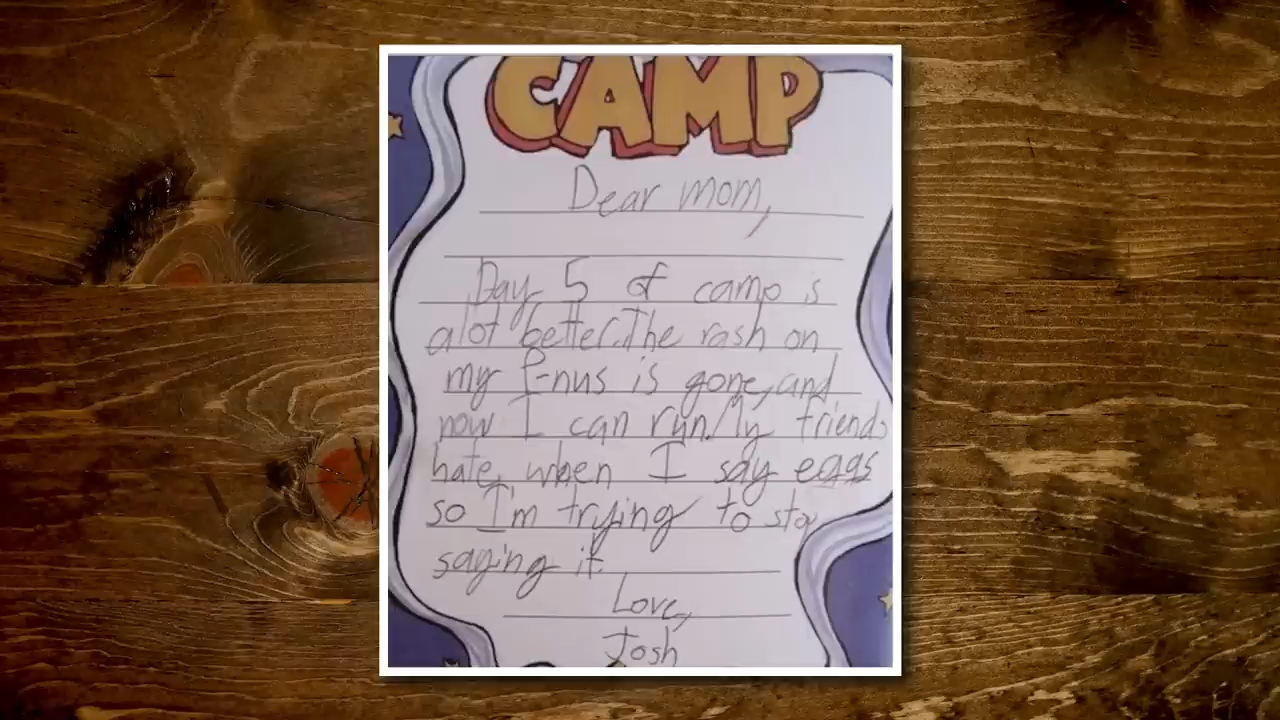 CAMP
Dear mom,
Day 5 of camp is
alot better. The rash on
my P-nus is gone, and
now I can run. My friends
hate when I say eggs
so I'm trying to stop
saying it.
Love,
Josh